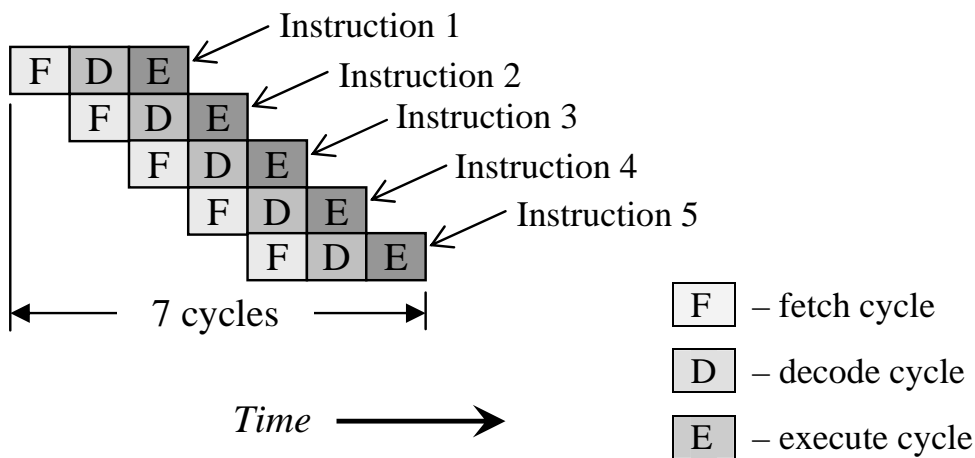 Instruction 1
F D E
Instruction 2
F D E
Instruction 3
F D E
Instruction 4
F D E
Instruction 5
F D E
7 cycles
F – fetch cycle
D – decode cycle
Time
E – execute cycle